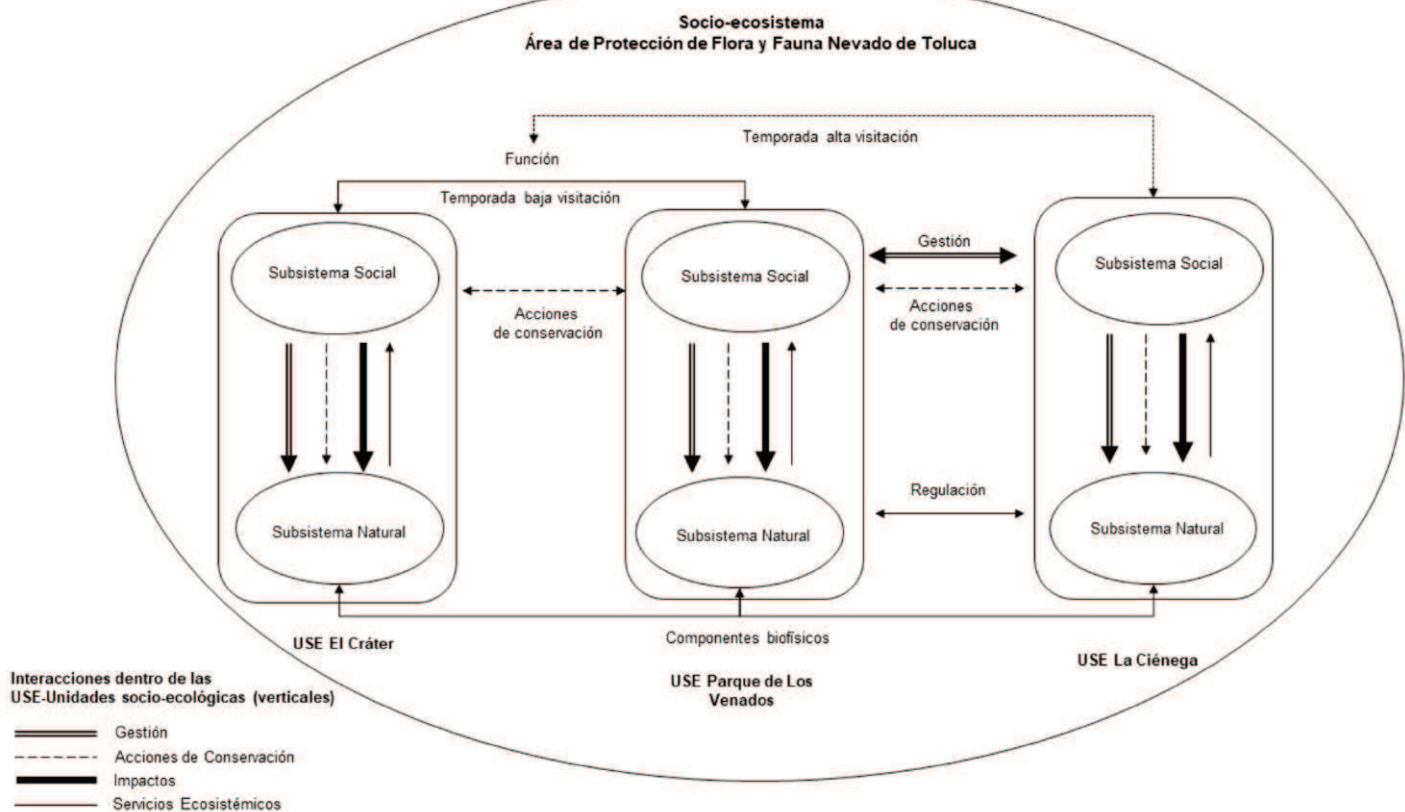 Socio-ecosistema
Área de Protección de Flora y Fauna Nevado de Toluca
Temporada alta visitación
Función
Temporada baja visitación
Subsistema Social
Subsistema Social
Subsistema Social
Gestión
Acciones
de conservación
Acciones
de conservación
Regulación
Subsistema Natural
Subsistema Natural
Subsistema Natural
Componentes biofísicos
USE El Cráter
USE Parque de Los
Venados
USE La Ciénega
Interacciones dentro de las
USE-Unidades socio-ecológicas (verticales)
Gestión
Acciones de Conservación
Impactos
Servicios Ecosistémicos